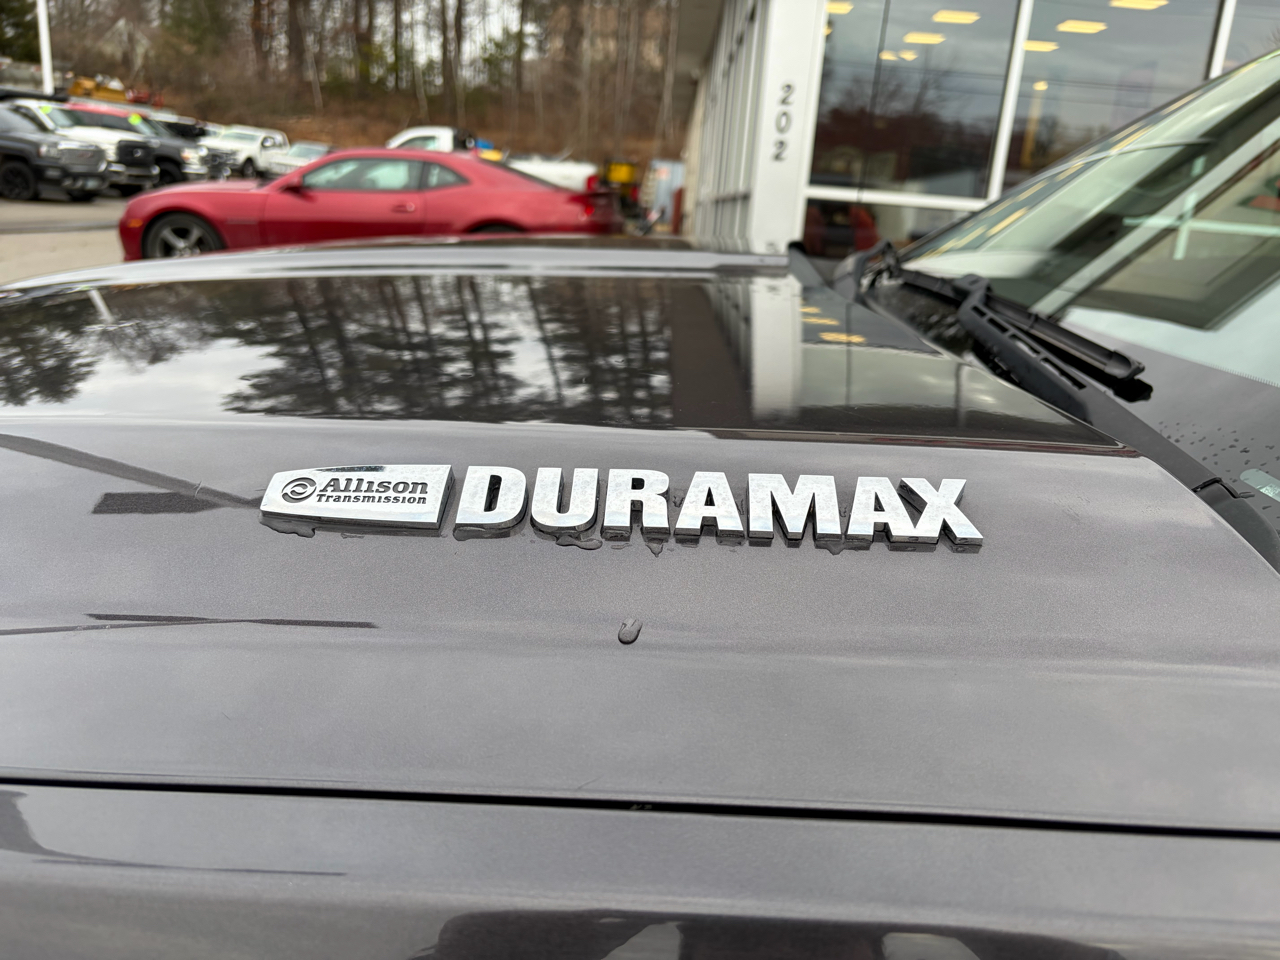 202
Allison
Transmission
DURAMAX